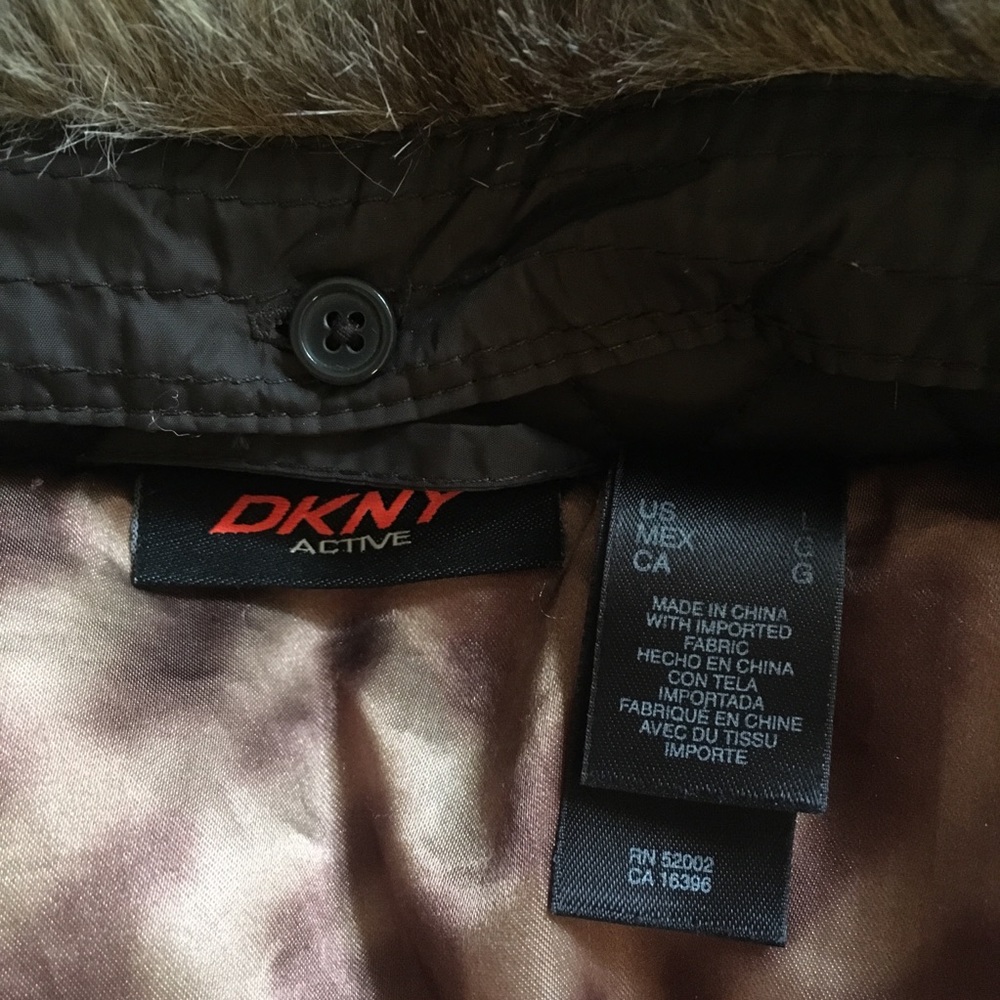 DKNY
ACTIVE
US L
MEX G
CA G
MADE IN CHINA
WITH IMPORTED
FABRIC
HECHO EN CHINA
CON TELA
IMPORTADA
FABRIQUE EN CHINE
AVEC DU TISSU
IMPORTE
RN 52002
CA 16396